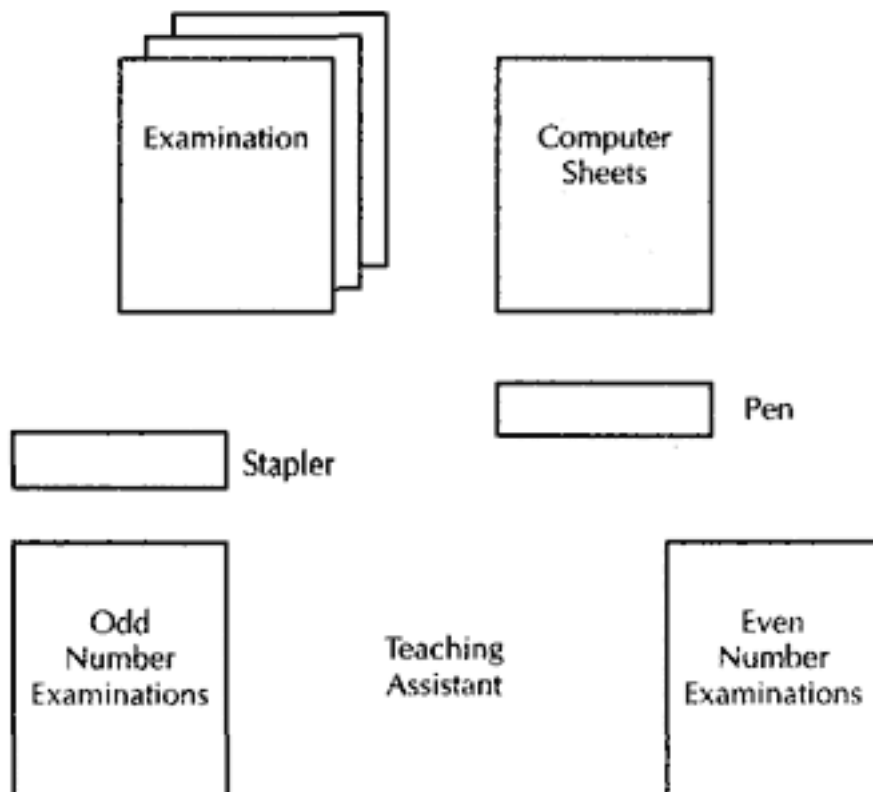 Examination
Computer
Sheets
Pen
Stapler
Odd
Number
Examinations
Teaching
Assistant
Even
Number
Examinations